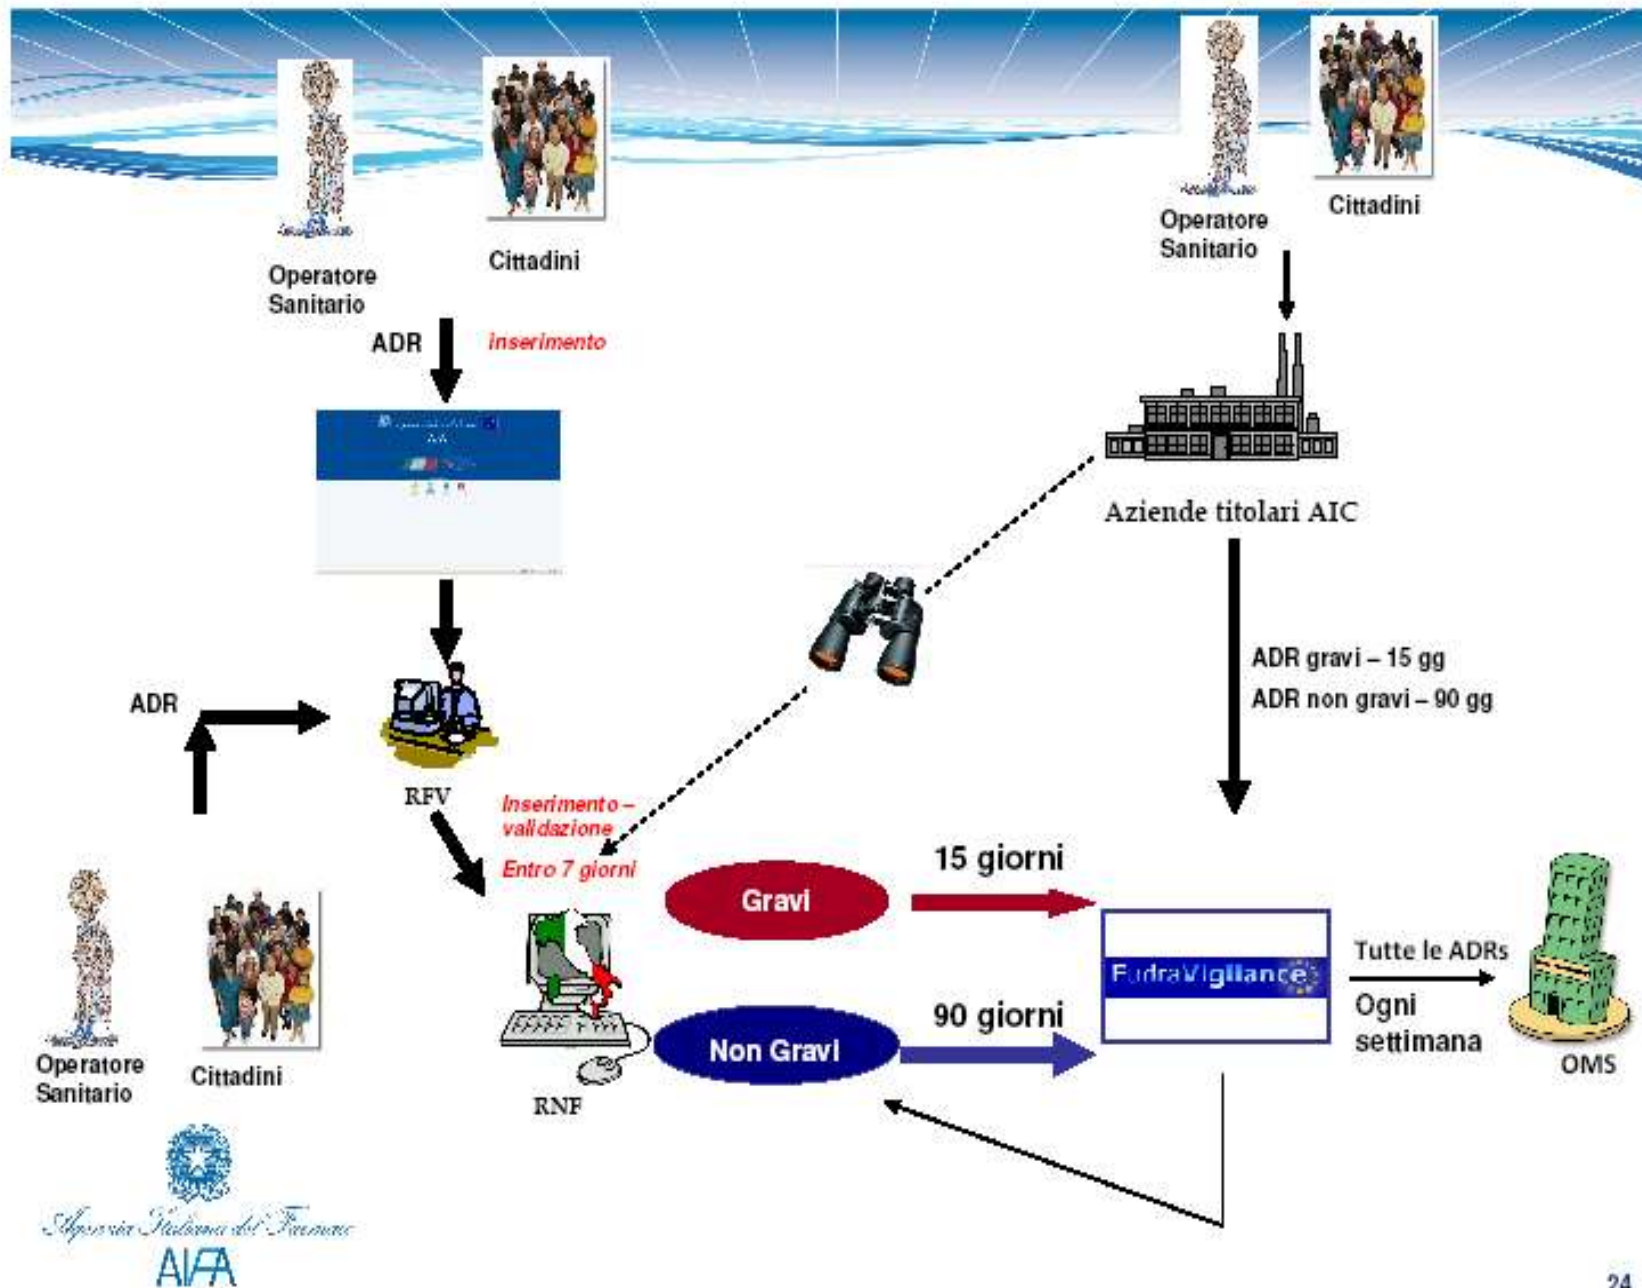 Operatore
Sanitario
Cittadini
Operatore
Sanitario
Cittadini
ADR
inserimento
Aziende titolari AIC
ADR gravi – 15 gg
ADR non gravi – 90 gg
ADR
RFV
Inserimento –
validazione
Entro 7 giorni
Gravi
15 giorni
EudraVigilance
Tutte le ADRs
Ogni
settimana
OMS
Non Gravi
90 giorni
RNF
Operatore
Sanitario
Cittadini
Agenzia Italiana del Farmaco
AIFA
24